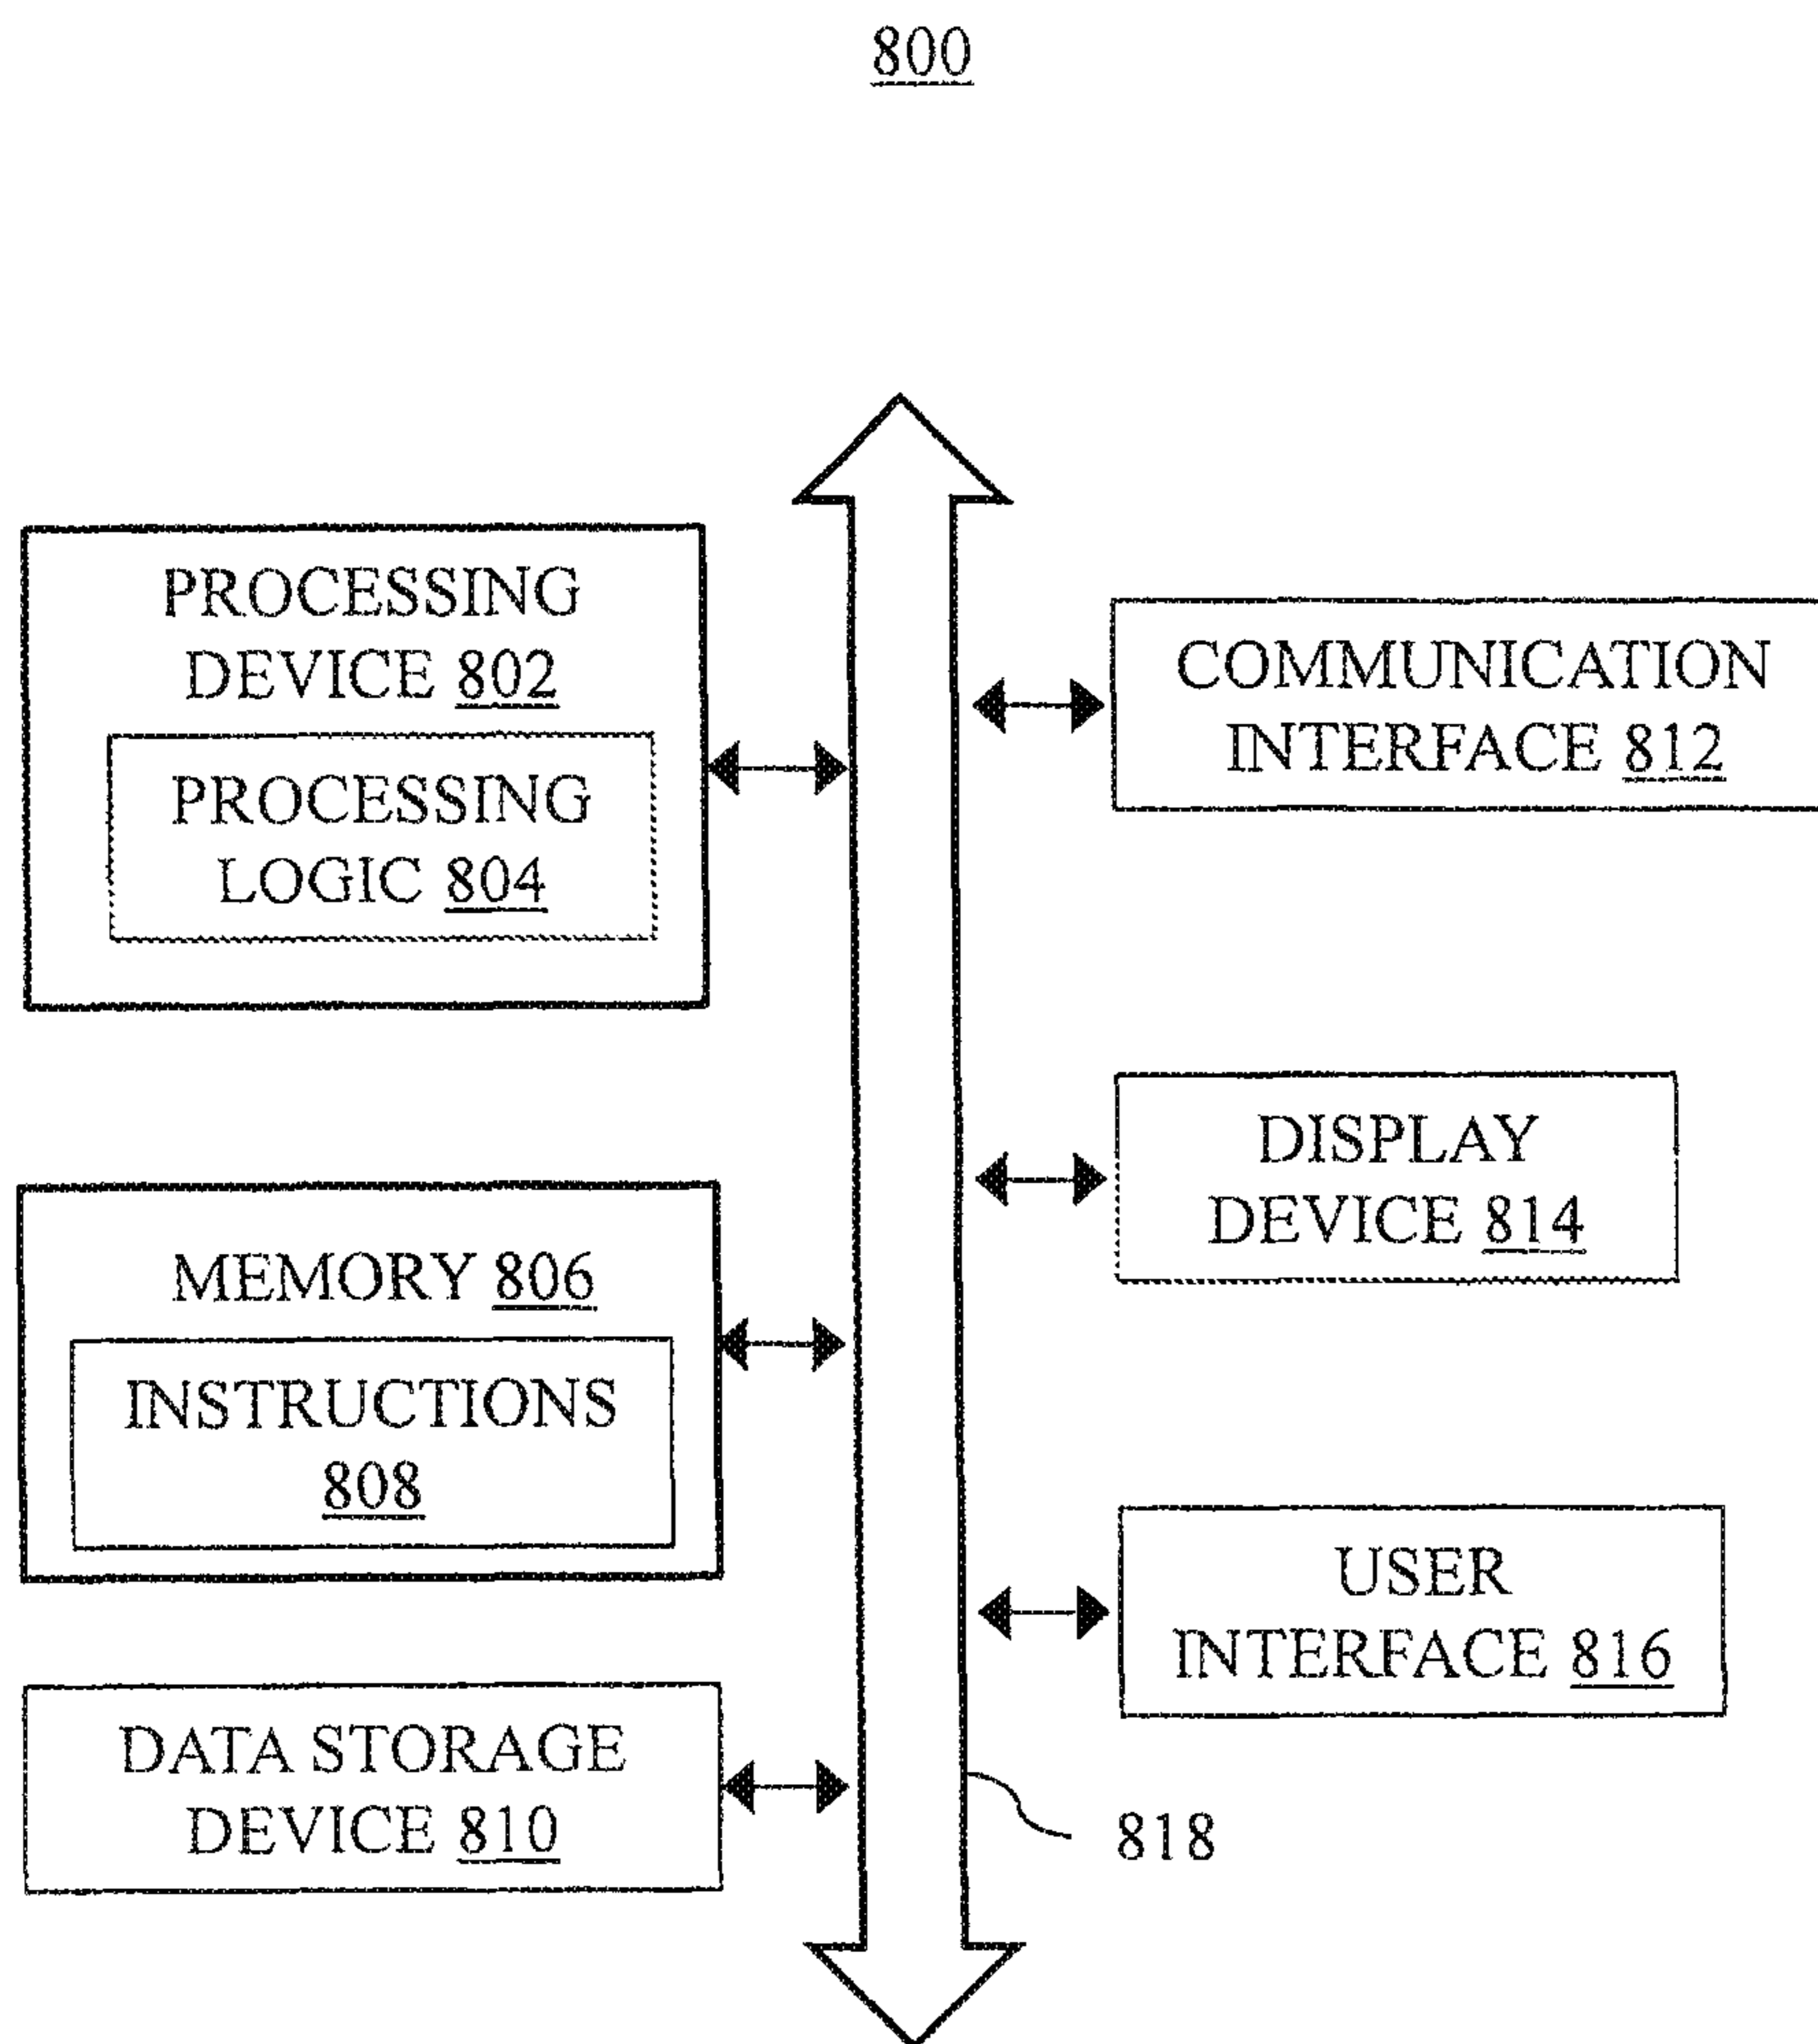 800
PROCESSING
DEVICE 802
PROCESSING
LOGIC 804
MEMORY 806
INSTRUCTIONS
808
DATA STORAGE
DEVICE 810
COMMUNICATION
INTERFACE 812
DISPLAY
DEVICE 814
USER
INTERFACE 816
818